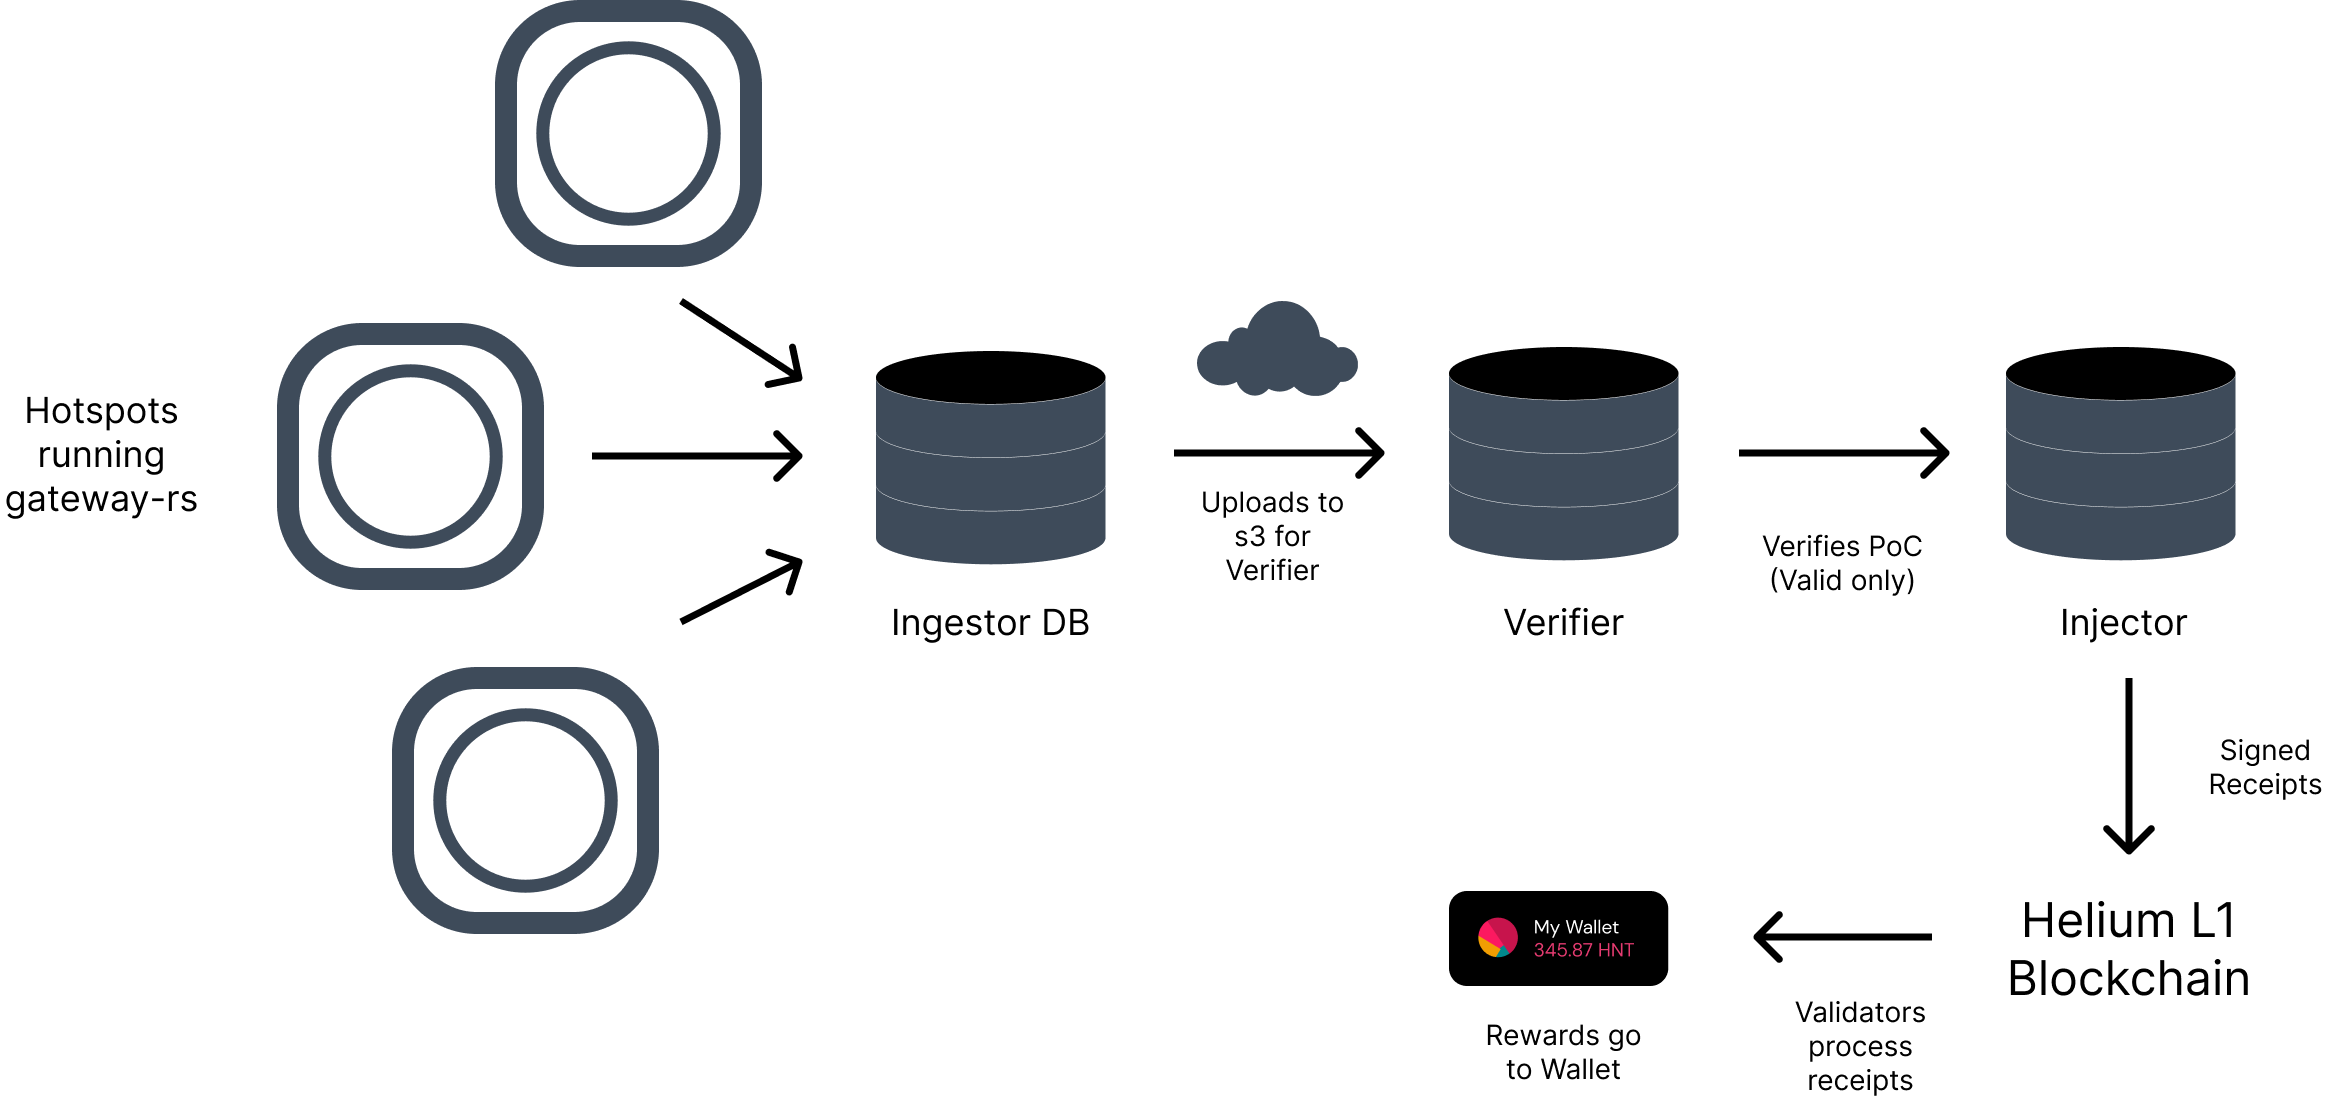 Hotspots
running
gateway-rs
Ingestor DB
Uploads to
s3 for
Verifier
Verifier
Verifies PoC
(Valid only)
Injector
Signed
Receipts
Helium L1
Blockchain
Validators
process
receipts
My Wallet
345.87 HNT
Rewards go
to Wallet